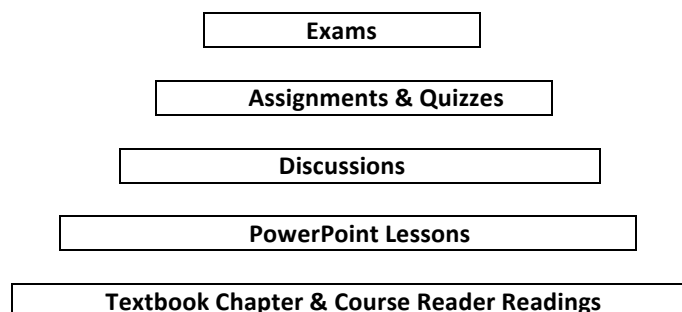 Exams
Assignments & Quizzes
Discussions
PowerPoint Lessons
Textbook Chapter & Course Reader Readings